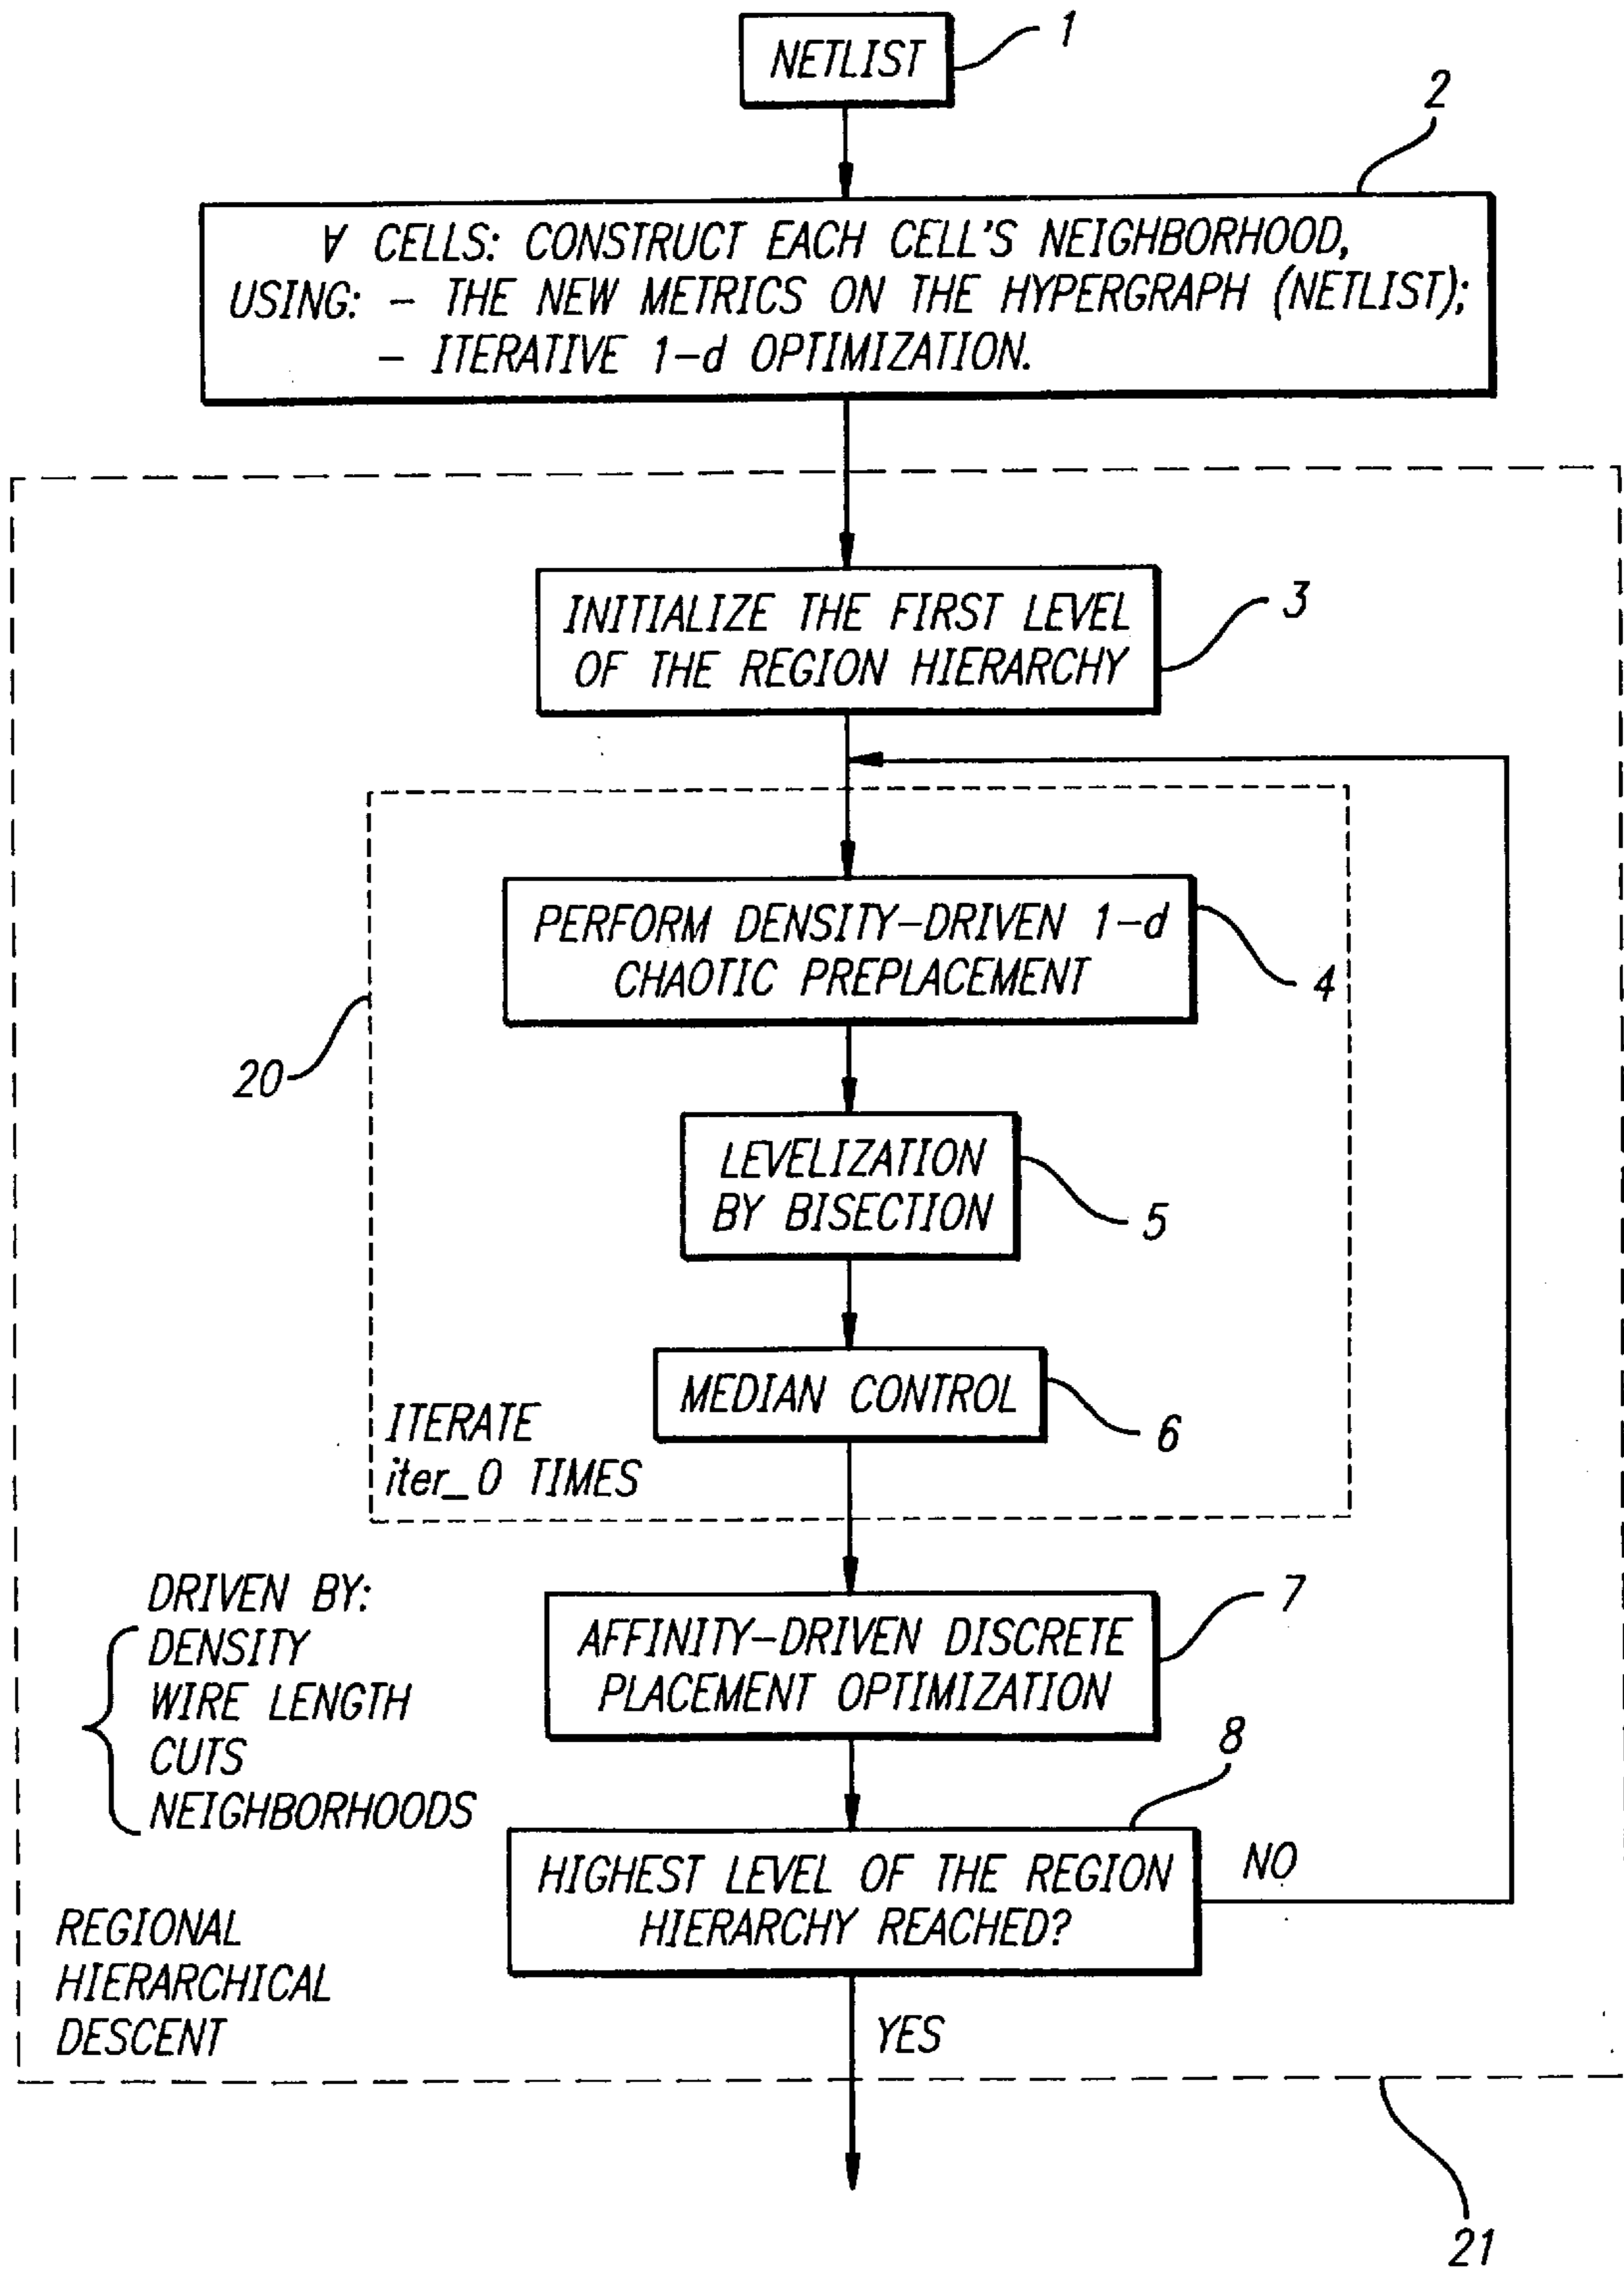 NETLIST
1
2
∀ CELLS: CONSTRUCT EACH CELL'S NEIGHBORHOOD,
USING: – THE NEW METRICS ON THE HYPERGRAPH (NETLIST);
– ITERATIVE 1-d OPTIMIZATION.
INITIALIZE THE FIRST LEVEL
OF THE REGION HIERARCHY
3
PERFORM DENSITY-DRIVEN 1-d
CHAOTIC PREPLACEMENT
4
20
LEVELIZATION
BY BISECTION
5
MEDIAN CONTROL
6
ITERATE
iter_0 TIMES
DRIVEN BY:
DENSITY
WIRE LENGTH
CUTS
NEIGHBORHOODS
AFFINITY-DRIVEN DISCRETE
PLACEMENT OPTIMIZATION
7
8
HIGHEST LEVEL OF THE REGION
HIERARCHY REACHED?
NO
REGIONAL
HIERARCHICAL
DESCENT
YES
21